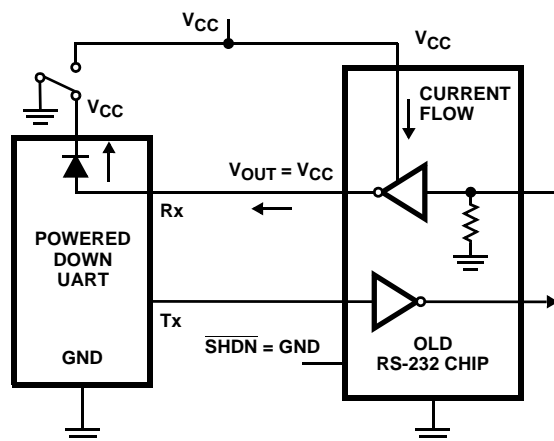 VCC
VCC
VCC
CURRENT
FLOW
VOUT = VCC
Rx
POWERED
DOWN
UART
Tx
GND
SHDN = GND
OLD
RS-232 CHIP